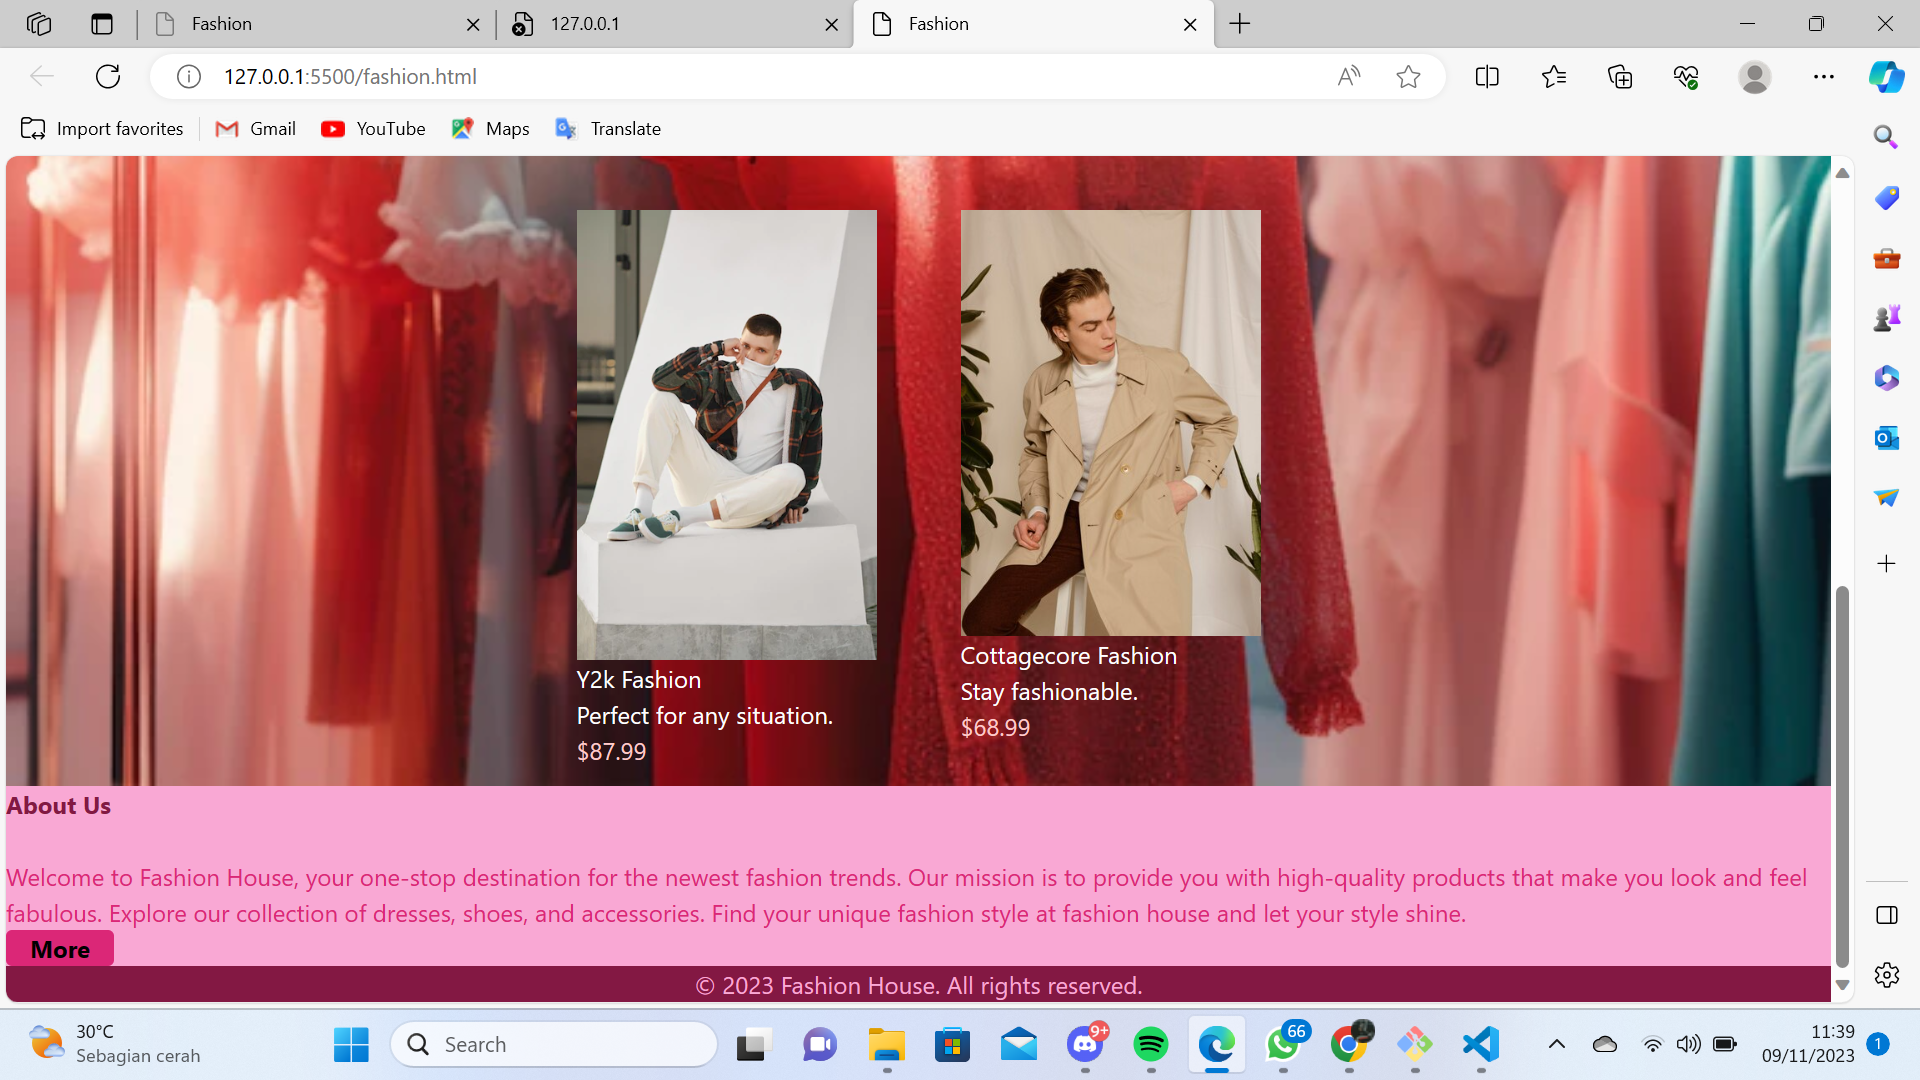 Fashion
127.0.0.1
Fashion
127.0.0.1:5500/fashion.html
Import favorites
Gmail
YouTube
Maps
Translate
Y2k Fashion
Perfect for any situation.
$87.99
Cottagecore Fashion
Stay fashionable.
$68.99
About Us
Welcome to Fashion House, your one-stop destination for the newest fashion trends. Our mission is to provide you with high-quality products that make you look and feel
fabulous. Explore our collection of dresses, shoes, and accessories. Find your unique fashion style at fashion house and let your style shine.
More
© 2023 Fashion House. All rights reserved.
30°C
Sebagian cerah
Search
9+
66
11:39
09/11/2023
1